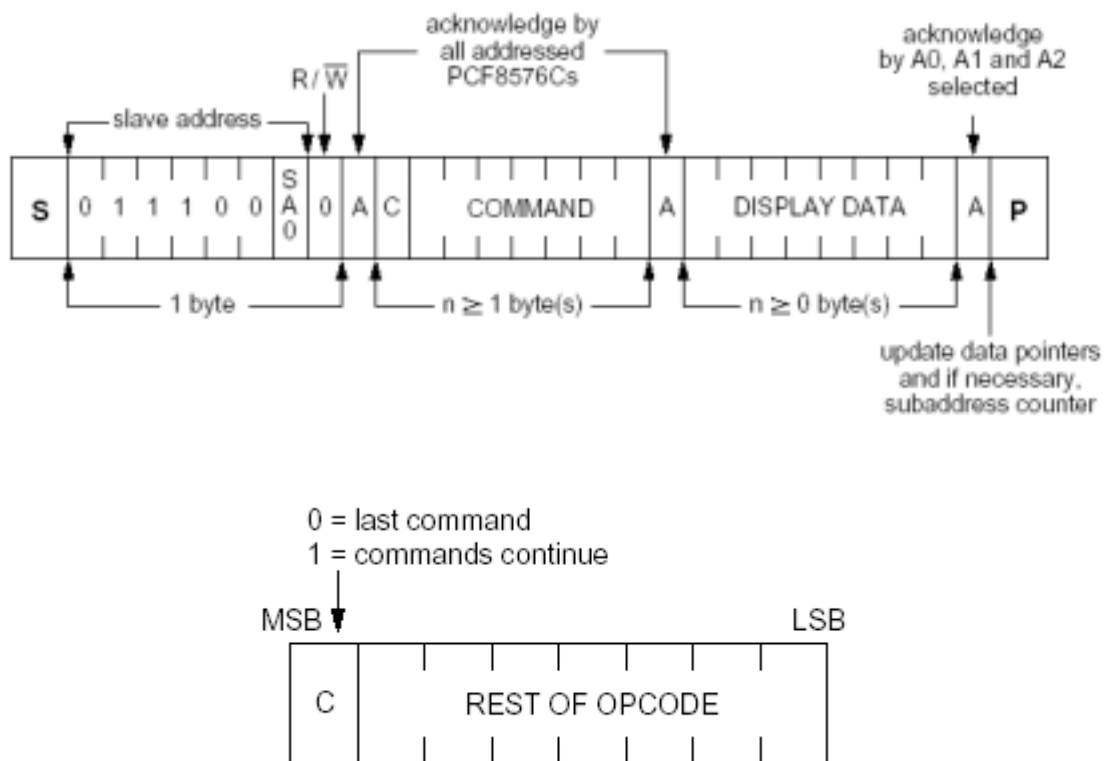 acknowledge by
all addressed
PCF8576Cs
acknowledge
by A0, A1 and A2
selected
R / W̅
slave address
S 0 1 1 1 0 0 S A 0 0 A C COMMAND A DISPLAY DATA A P
1 byte
n ≥ 1 byte(s)
n ≥ 0 byte(s)
update data pointers
and if necessary,
subaddress counter
0 = last command
1 = commands continue
MSB LSB
C REST OF OPCODE